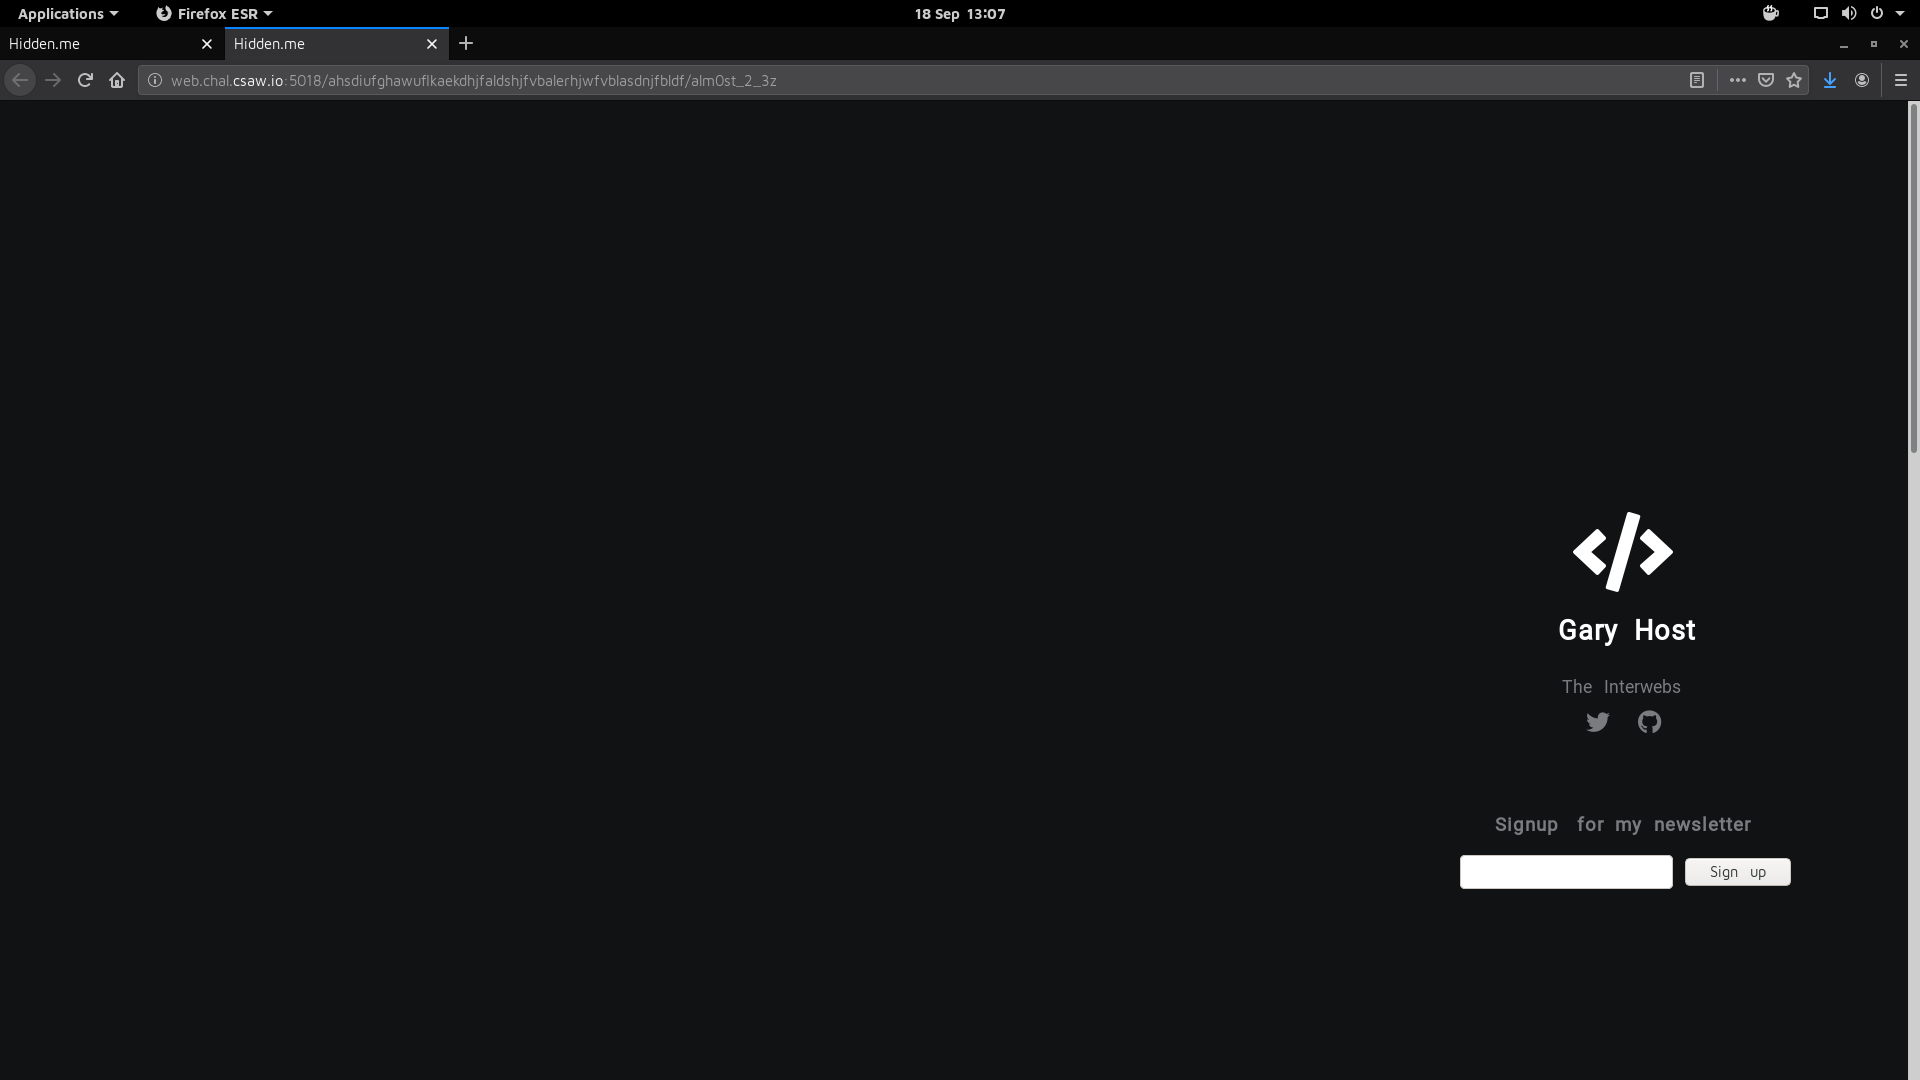 Applications Firefox ESR 18 Sep 13:07
Hidden.me Hidden.me
web.chal.csaw.io:5018/ahsdiufghawuflkaekdhjfaldshjfvbalerhjwfvblasdnjfbldf/alm0st_2_3z
</>
Gary Host
The Interwebs
Signup for my newsletter
Sign up